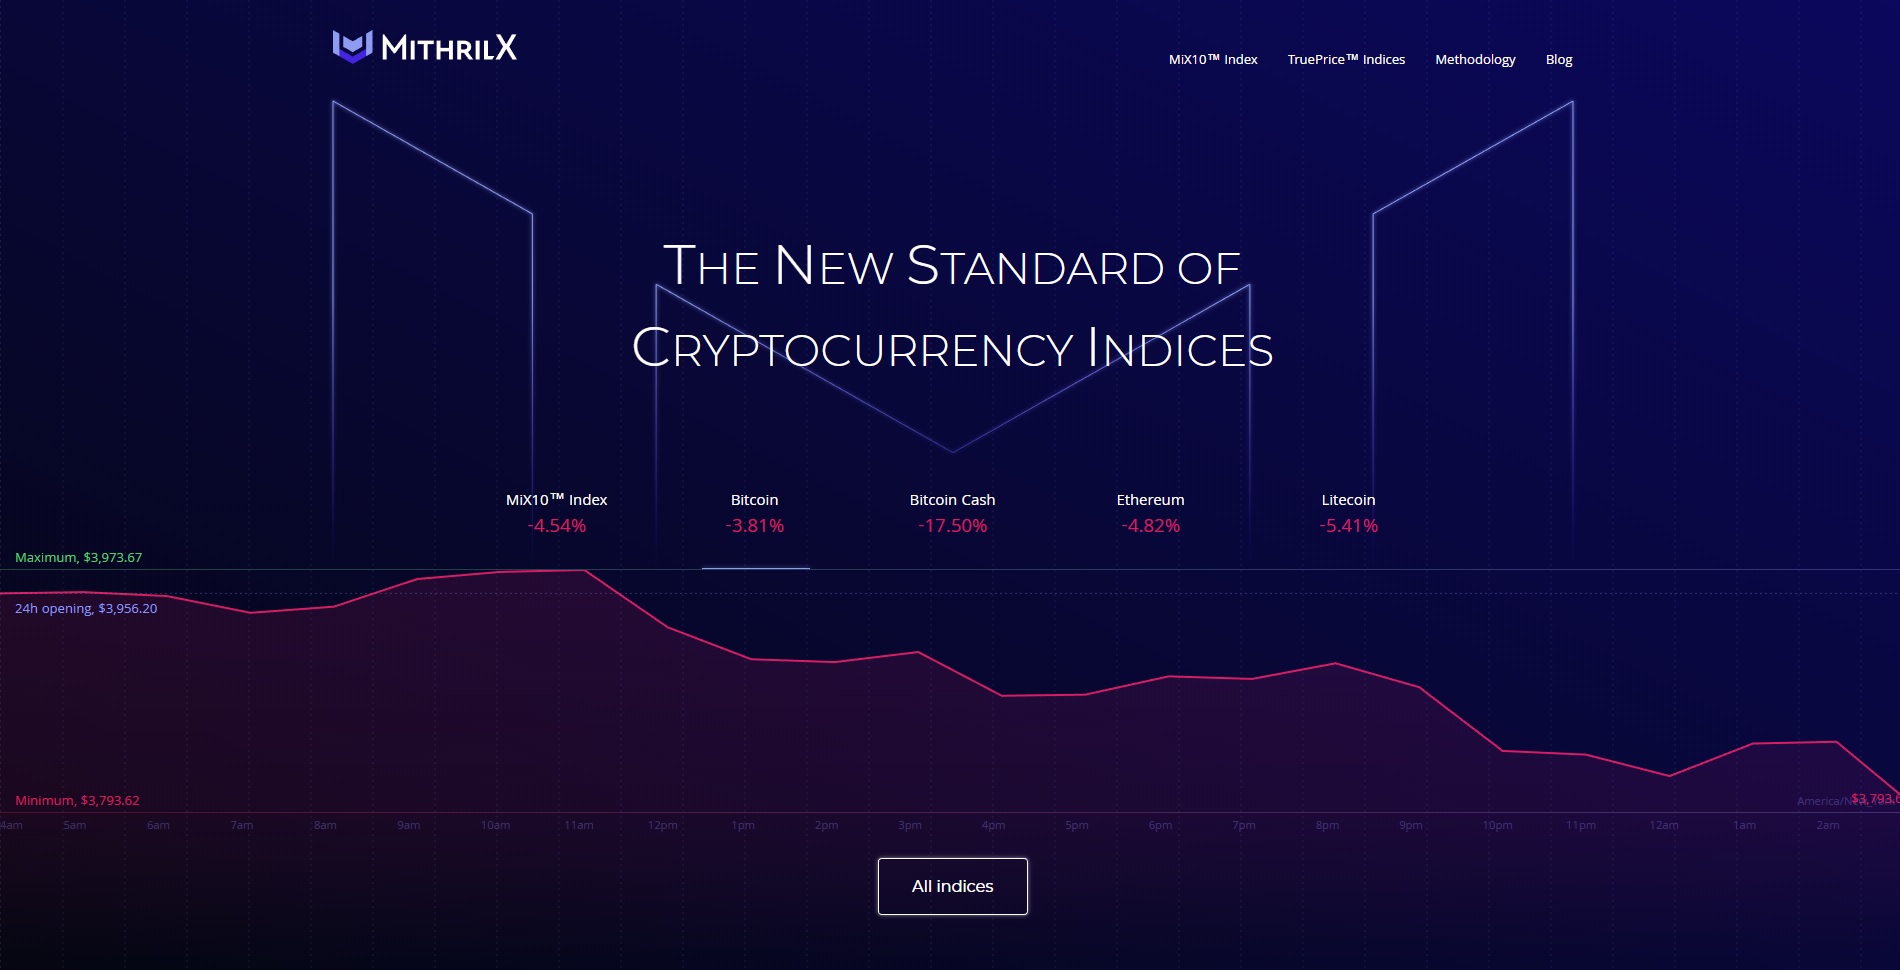 MITHRILX
MiX10™ Index TruePrice™ Indices Methodology Blog
THE NEW STANDARD OF
CRYPTOCURRENCY INDICES
MiX10™ Index Bitcoin Bitcoin Cash Ethereum Litecoin
-4.54% -3.81% -17.50% -4.82% -5.41%
Maximum, $3,973.67
24h opening, $3,956.20
Minimum, $3,793.62
$3,793.6
4am 5am 6am 7am 8am 9am 10am 11am 12pm 1pm 2pm 3pm 4pm 5pm 6pm 7pm 8pm 9pm 10pm 11pm 12am 1am 2am
All indices